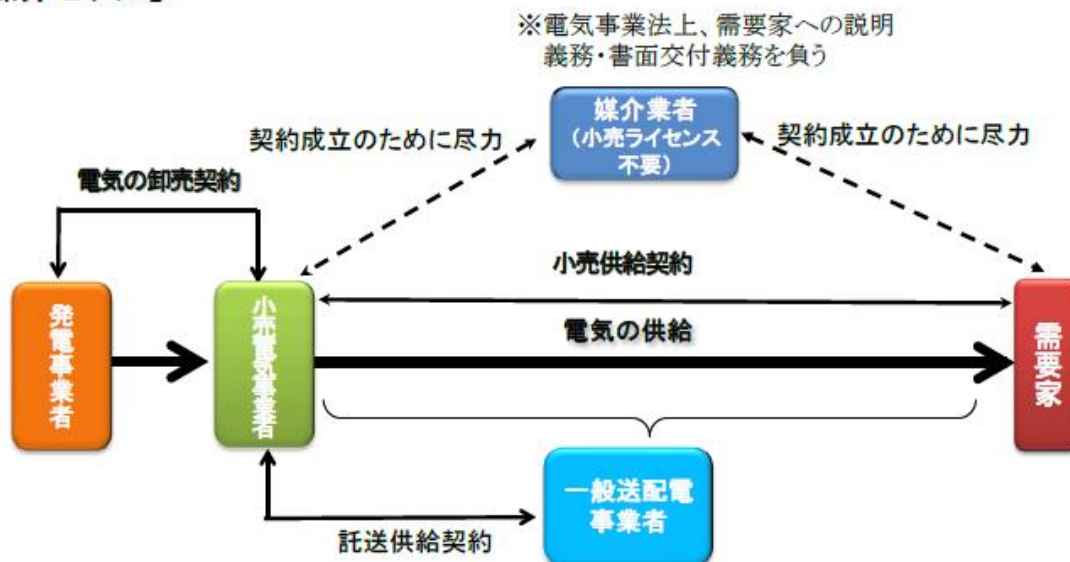 ※電気事業法上、需要家への説明
義務・書面交付義務を負う
媒介業者
(小売ライセンス
不要)
契約成立のために尽力
契約成立のために尽力
電気の卸売契約
小売供給契約
発電事業者
小売電気事業者
電気の供給
需要家
一般送配電
事業者
託送供給契約